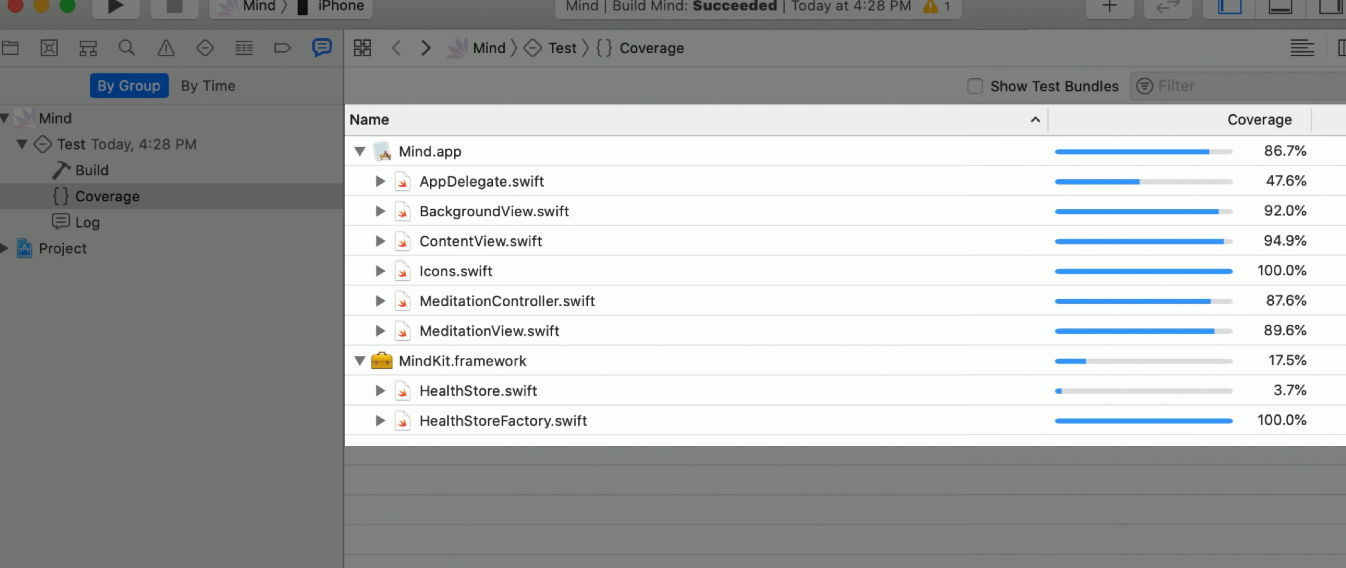 Mind 〉 iPhone
Mind | Build Mind: Succeeded | Today at 4:28 PM 1
Mind 〉 Test 〉 {} Coverage
By Group By Time
Show Test Bundles Filter
Mind
Test Today, 4:28 PM
Build
{} Coverage
Log
Project
Name Coverage
Mind.app 86.7%
AppDelegate.swift 47.6%
BackgroundView.swift 92.0%
ContentView.swift 94.9%
Icons.swift 100.0%
MeditationController.swift 87.6%
MeditationView.swift 89.6%
MindKit.framework 17.5%
HealthStore.swift 3.7%
HealthStoreFactory.swift 100.0%